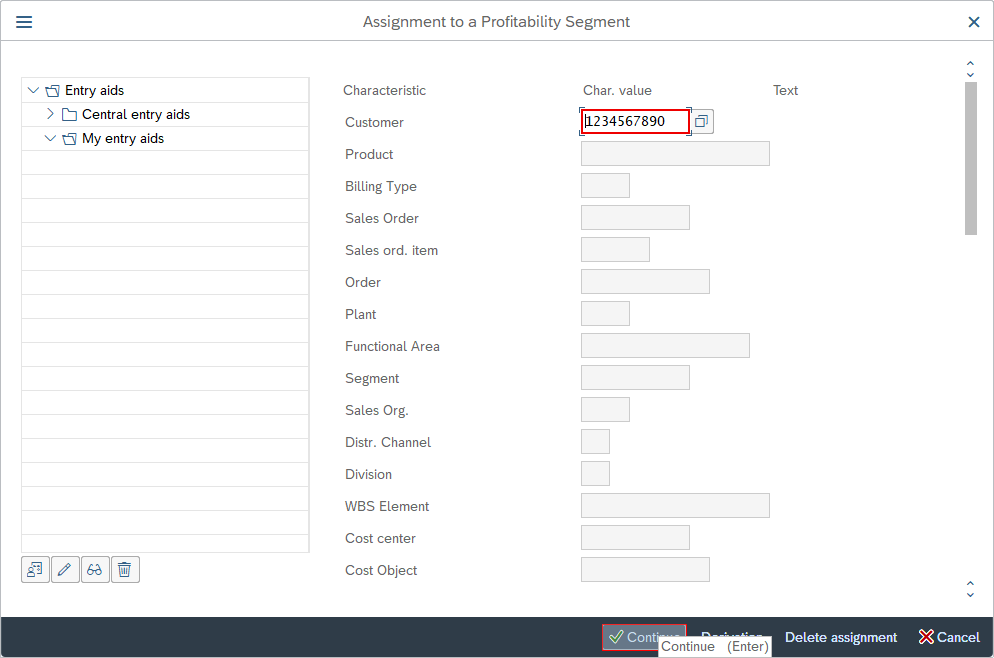 Assignment to a Profitability Segment
Entry aids
Central entry aids
My entry aids
Characteristic Char. value Text
Customer 1234567890
Product
Billing Type
Sales Order
Sales ord. item
Order
Plant
Functional Area
Segment
Sales Org.
Distr. Channel
Division
WBS Element
Cost center
Cost Object
Continue Delete assignment Cancel
Continue (Enter)